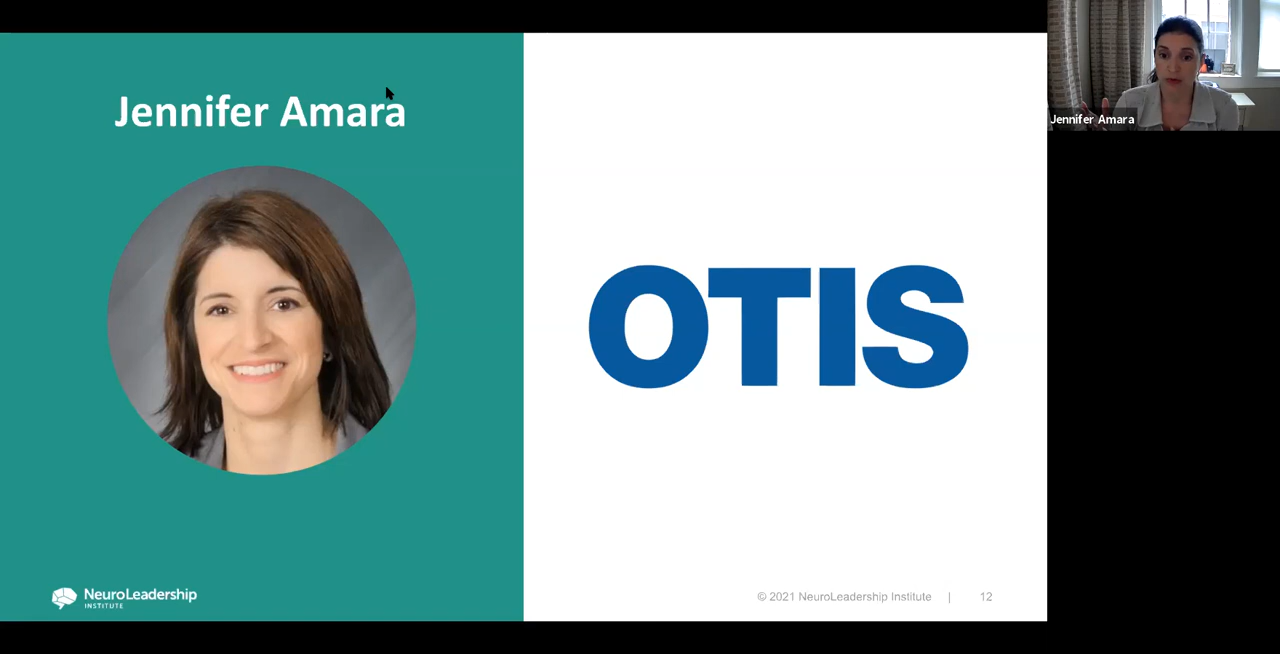 Jennifer Amara
OTIS
Jennifer Amara
NeuroLeadership
INSTITUTE
© 2021 NeuroLeadership Institute | 12